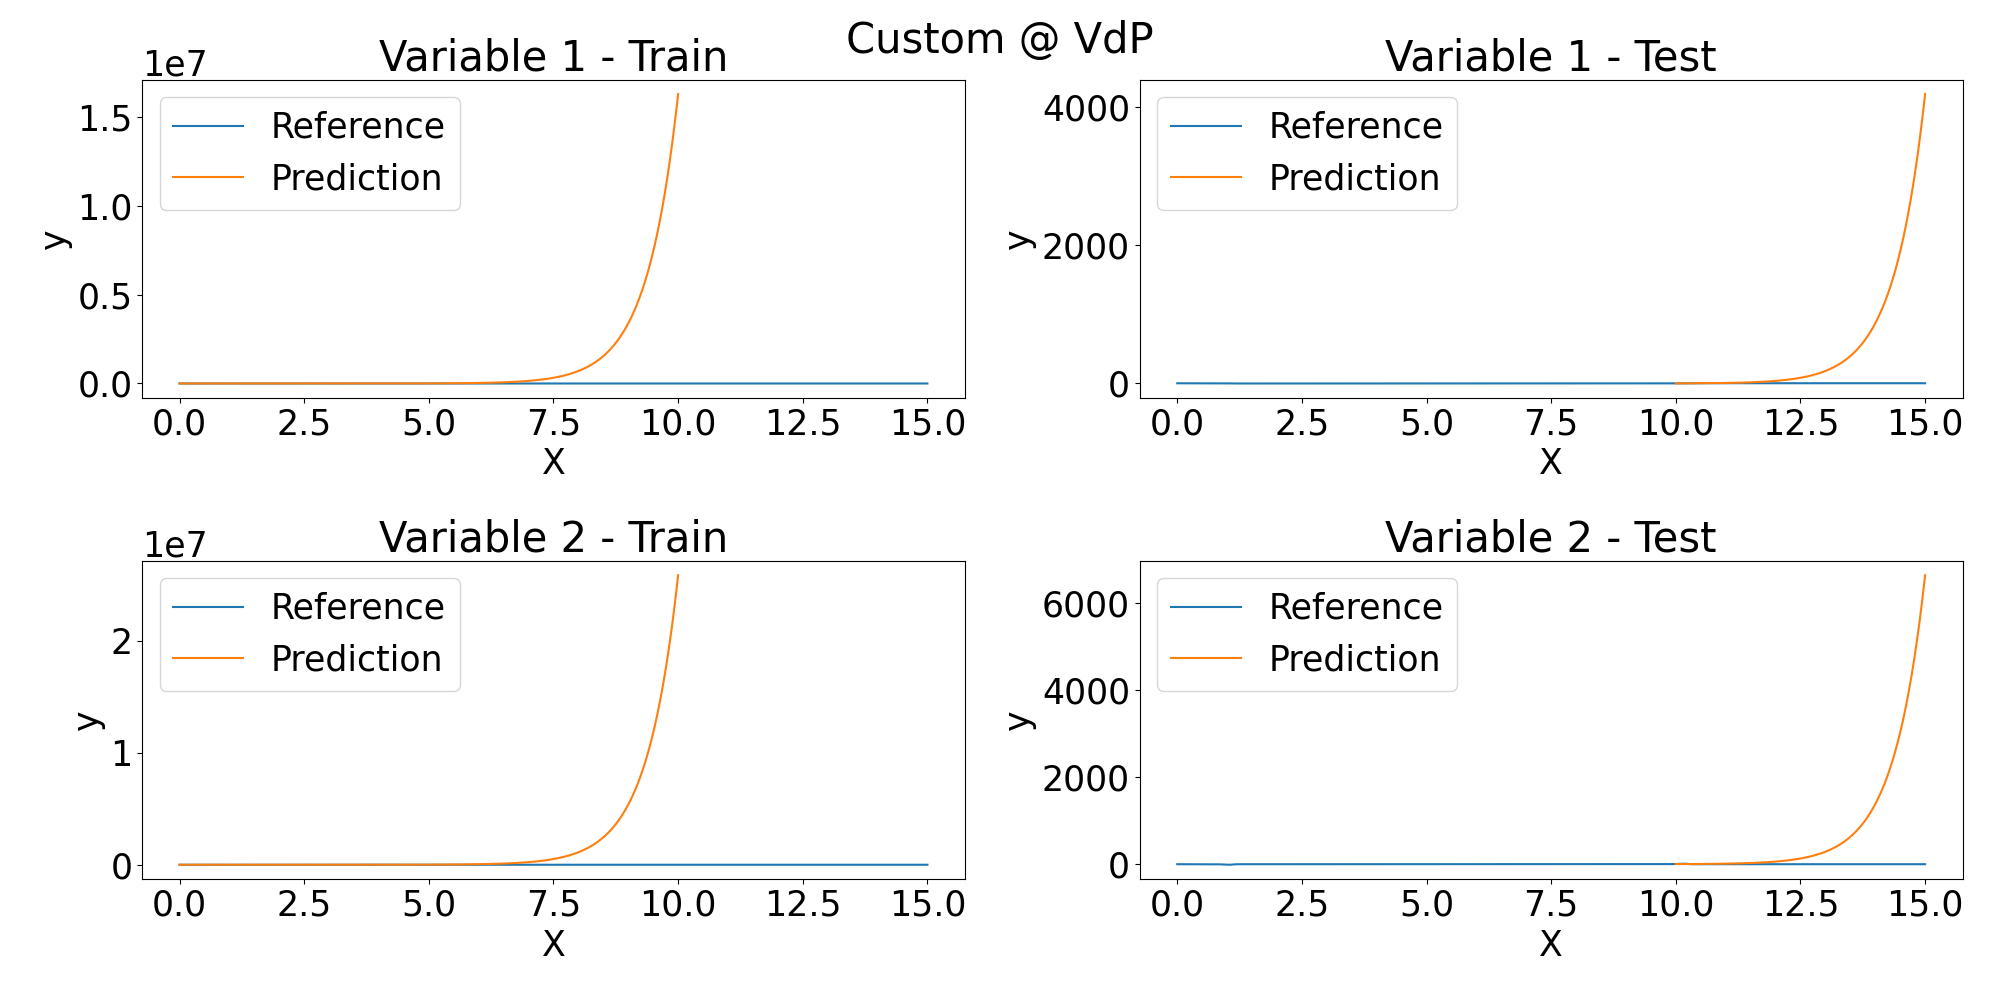 Custom @ VdP
Variable 1 - Train
1e7
Reference
Prediction
1.5
1.0
0.5
0.0
y
0.0 2.5 5.0 7.5 10.0 12.5 15.0
X
Variable 1 - Test
Reference
Prediction
4000
2000
0
y
0.0 2.5 5.0 7.5 10.0 12.5 15.0
X
Variable 2 - Train
1e7
Reference
Prediction
2
1
0
y
0.0 2.5 5.0 7.5 10.0 12.5 15.0
X
Variable 2 - Test
Reference
Prediction
6000
4000
2000
0
y
0.0 2.5 5.0 7.5 10.0 12.5 15.0
X